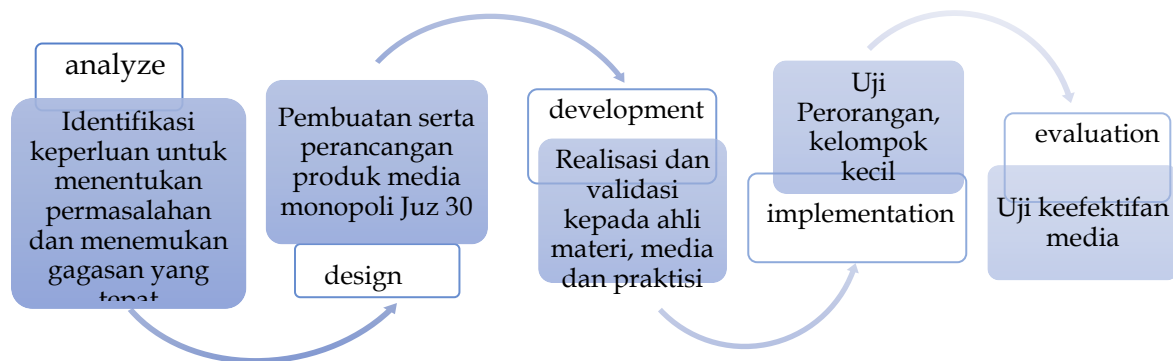 analyze
Identifikasi
keperluan untuk
menentukan
permasalahan
dan menemukan
gagasan yang
tepat
Pembuatan serta
perancangan
produk media
monopoli Juz 30
design
development
Realisasi dan
validasi
kepada ahli
materi, media
dan praktisi
Uji
Perorangan,
kelompok
kecil
implementation
evaluation
Uji keefektifan
media